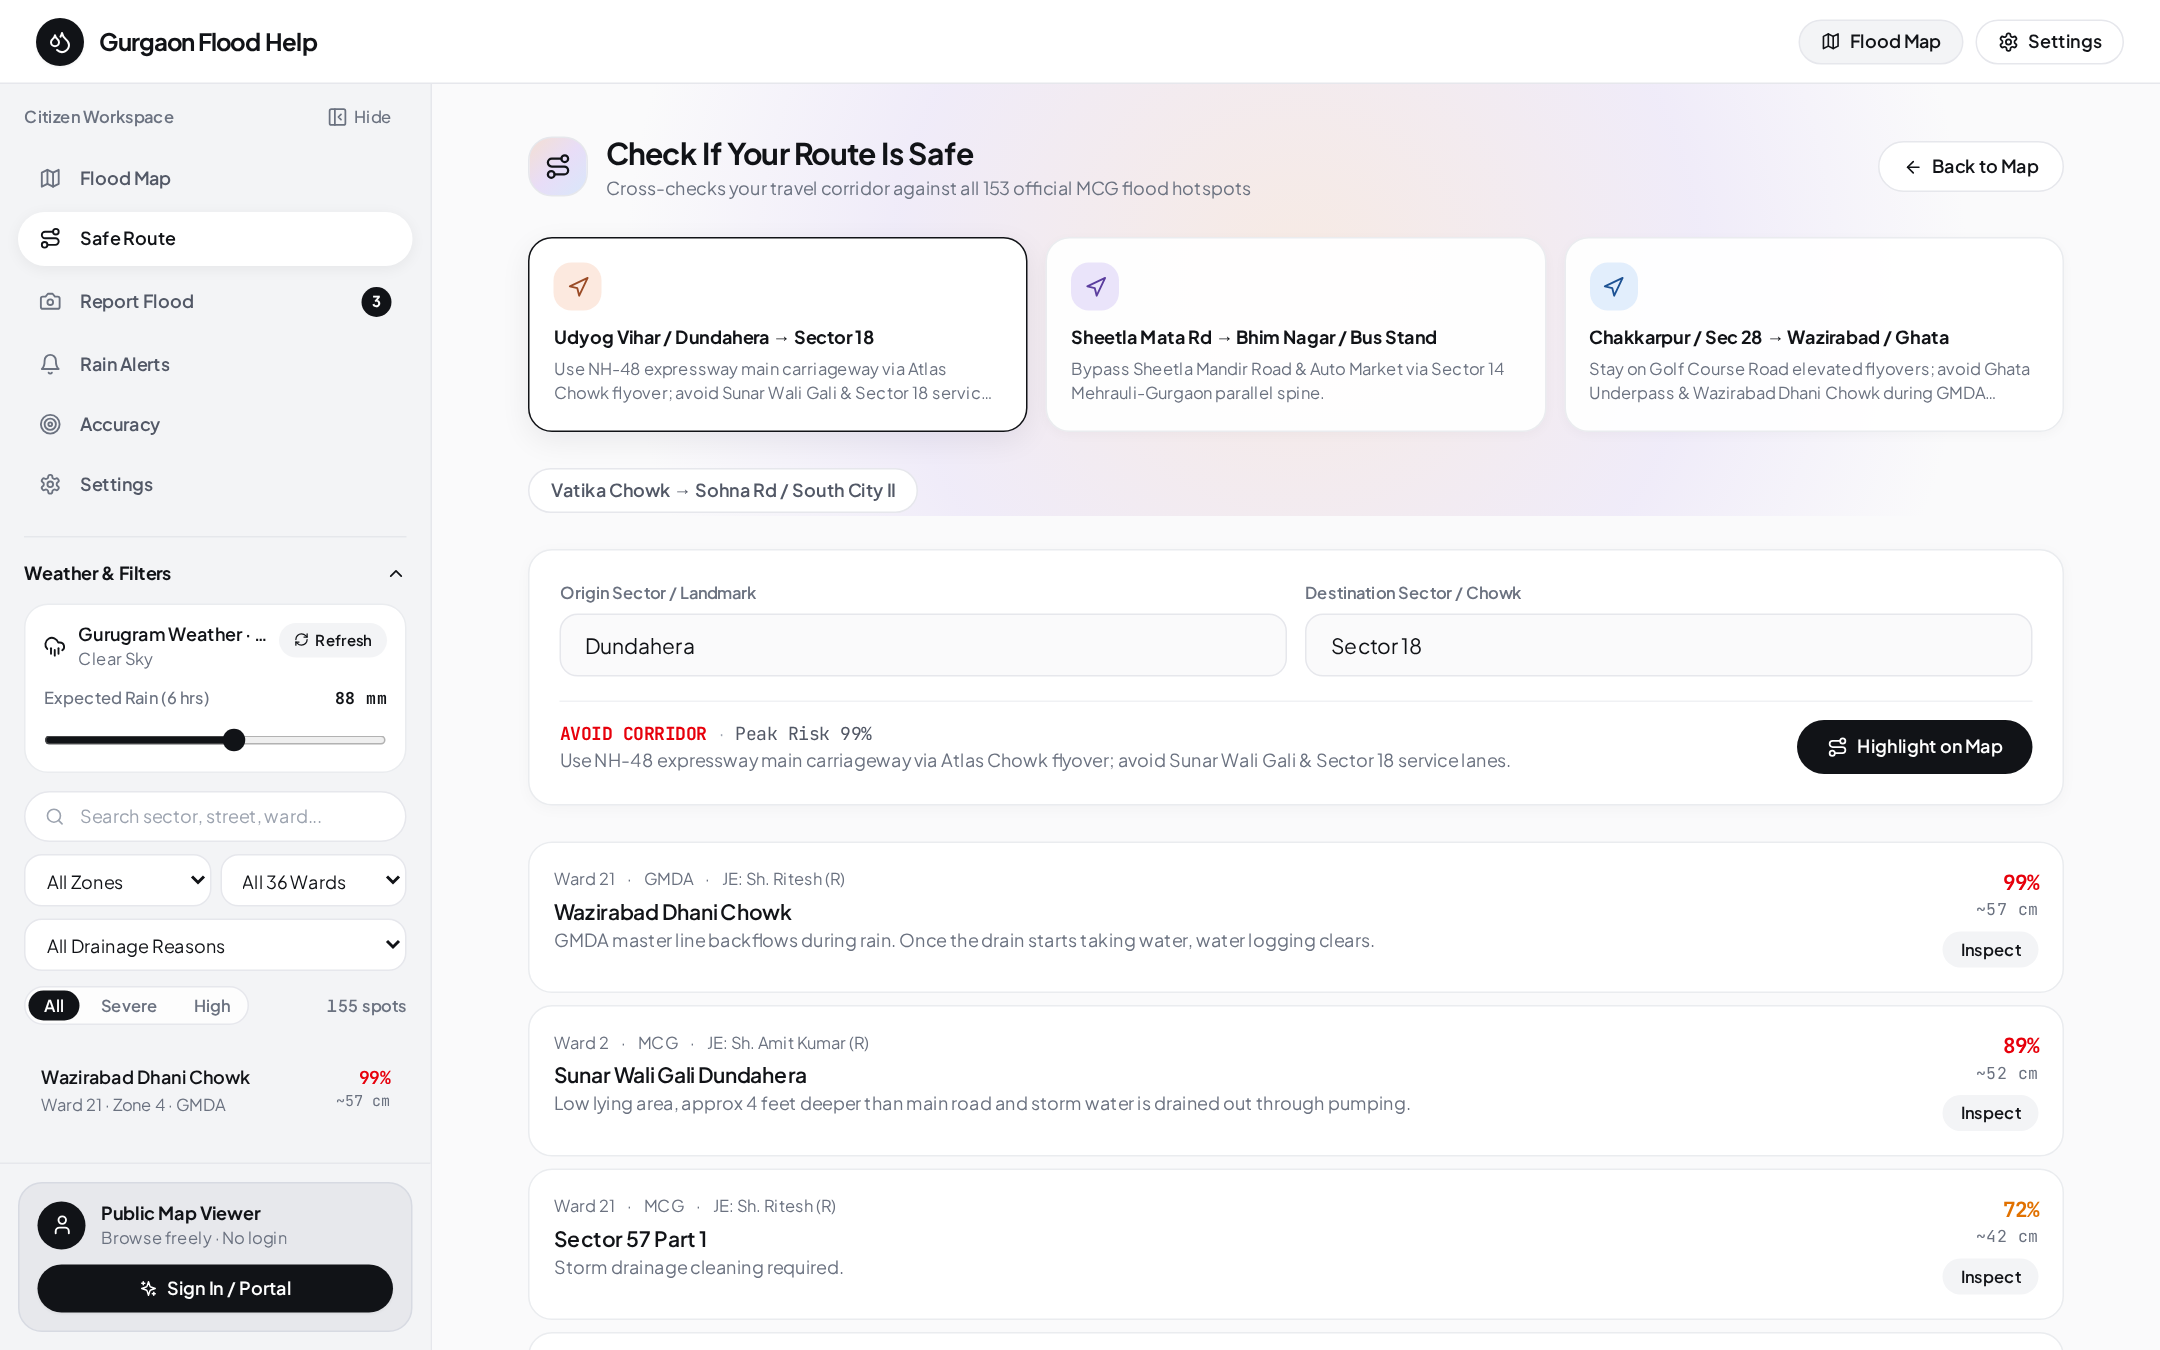 Gurgaon Flood Help
Flood Map
Settings
Citizen Workspace
Hide
Flood Map
Safe Route
Report Flood
3
Rain Alerts
Accuracy
Settings
Weather & Filters
Gurugram Weather · ...
Refresh
Clear Sky
Expected Rain (6 hrs)
88 mm
Search sector, street, ward...
All Zones
All 36 Wards
All Drainage Reasons
All
Severe
High
155 spots
Wazirabad Dhani Chowk
99%
Ward 21 · Zone 4 · GMDA
~57 cm
Public Map Viewer
Browse freely · No login
Sign In / Portal
Check If Your Route Is Safe
Cross-checks your travel corridor against all 153 official MCG flood hotspots
Back to Map
Udyog Vihar / Dundahera → Sector 18
Use NH-48 expressway main carriageway via Atlas
Chowk flyover; avoid Sunar Wali Gali & Sector 18 servic...
Sheetla Mata Rd → Bhim Nagar / Bus Stand
Bypass Sheetla Mandir Road & Auto Market via Sector 14
Mehrauli-Gurgaon parallel spine.
Chakkarpur / Sec 28 → Wazirabad / Ghata
Stay on Golf Course Road elevated flyovers; avoid Ghata
Underpass & Wazirabad Dhani Chowk during GMDA...
Vatika Chowk → Sohna Rd / South City II
Origin Sector / Landmark
Destination Sector / Chowk
Dundahera
Sector 18
AVOID CORRIDOR · Peak Risk 99%
Use NH-48 expressway main carriageway via Atlas Chowk flyover; avoid Sunar Wali Gali & Sector 18 service lanes.
Highlight on Map
Ward 21 · GMDA · JE: Sh. Ritesh (R)
Wazirabad Dhani Chowk
GMDA master line backflows during rain. Once the drain starts taking water, water logging clears.
99%
~57 cm
Inspect
Ward 2 · MCG · JE: Sh. Amit Kumar (R)
Sunar Wali Gali Dundahera
Low lying area, approx 4 feet deeper than main road and storm water is drained out through pumping.
89%
~52 cm
Inspect
Ward 21 · MCG · JE: Sh. Ritesh (R)
Sector 57 Part 1
Storm drainage cleaning required.
72%
~42 cm
Inspect